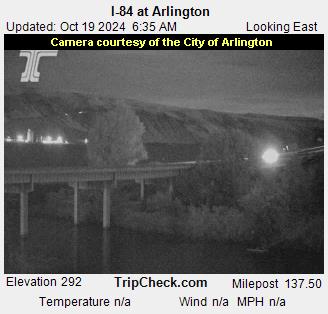 I-84 at Arlington
Updated: Oct 19 2024 6:35 AM Looking East
Camera courtesy of the City of Arlington
Elevation 292 TripCheck.com Milepost 137.50
Temperature n/a Wind n/a MPH n/a